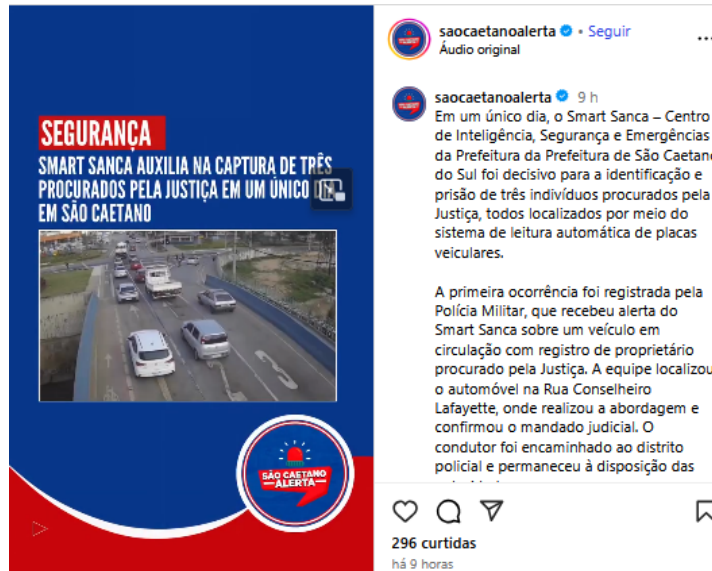 SEGURANÇA
SMART SANCA AUXILIA NA CAPTURA DE TRÊS
PROCURADOS PELA JUSTIÇA EM UM ÚNICO
EM SÃO CAETANO
SÃO CAETANO
ALERTA
saocaetanoalerta • Seguir
Áudio original
saocaetanoalerta 9 h
Em um único dia, o Smart Sanca – Centro
de Inteligência, Segurança e Emergências
da Prefeitura da Prefeitura de São Caetano
do Sul foi decisivo para a identificação e
prisão de três indivíduos procurados pela
Justiça, todos localizados por meio do
sistema de leitura automática de placas
veiculares.
A primeira ocorrência foi registrada pela
Polícia Militar, que recebeu alerta do
Smart Sanca sobre um veículo em
circulação com registro de proprietário
procurado pela Justiça. A equipe localizou
o automóvel na Rua Conselheiro
Lafayette, onde realizou a abordagem e
confirmou o mandado judicial. O
condutor foi encaminhado ao distrito
policial e permaneceu à disposição das
296 curtidas
há 9 horas